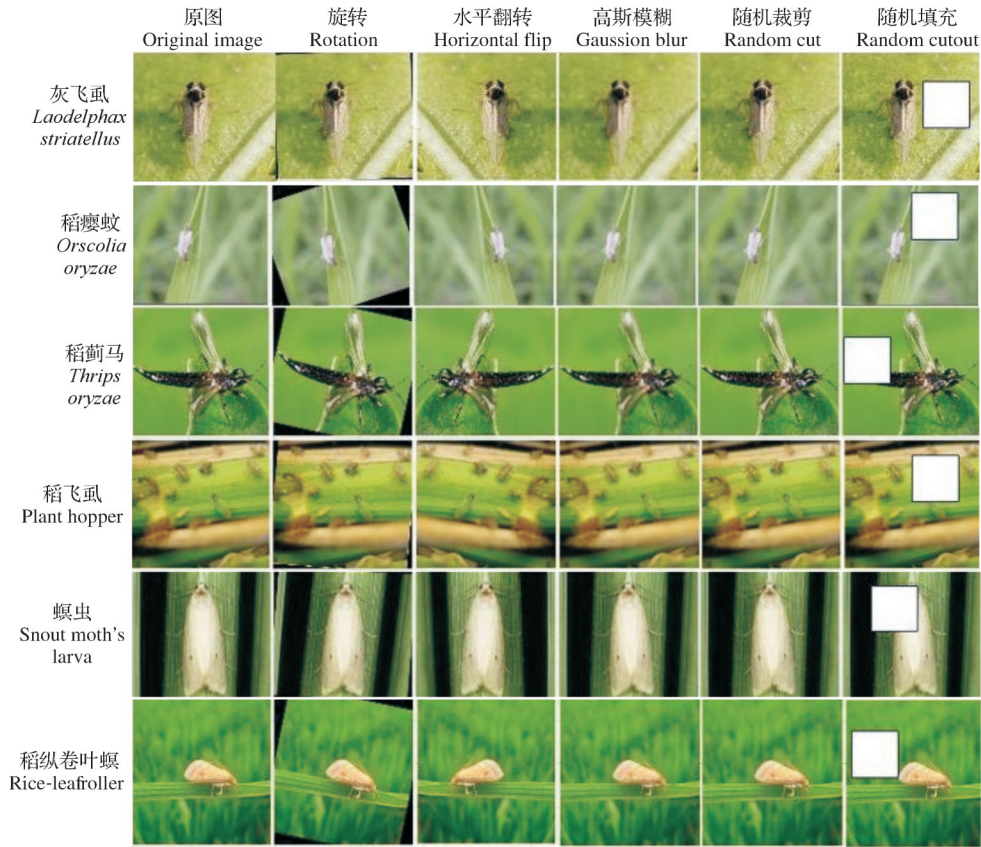 原图 旋转 水平翻转 高斯模糊 随机裁剪 随机填充
Original image Rotation Horizontal flip Gaussion blur Random cut Random cutout
灰飞虱
Laodelphax
striatellus
稻瘿蚊
Orscolia
oryzae
稻蓟马
Thrips
oryzae
稻飞虱
Plant hopper
螟虫
Snout moth's
larva
稻纵卷叶螟
Rice-leafroller